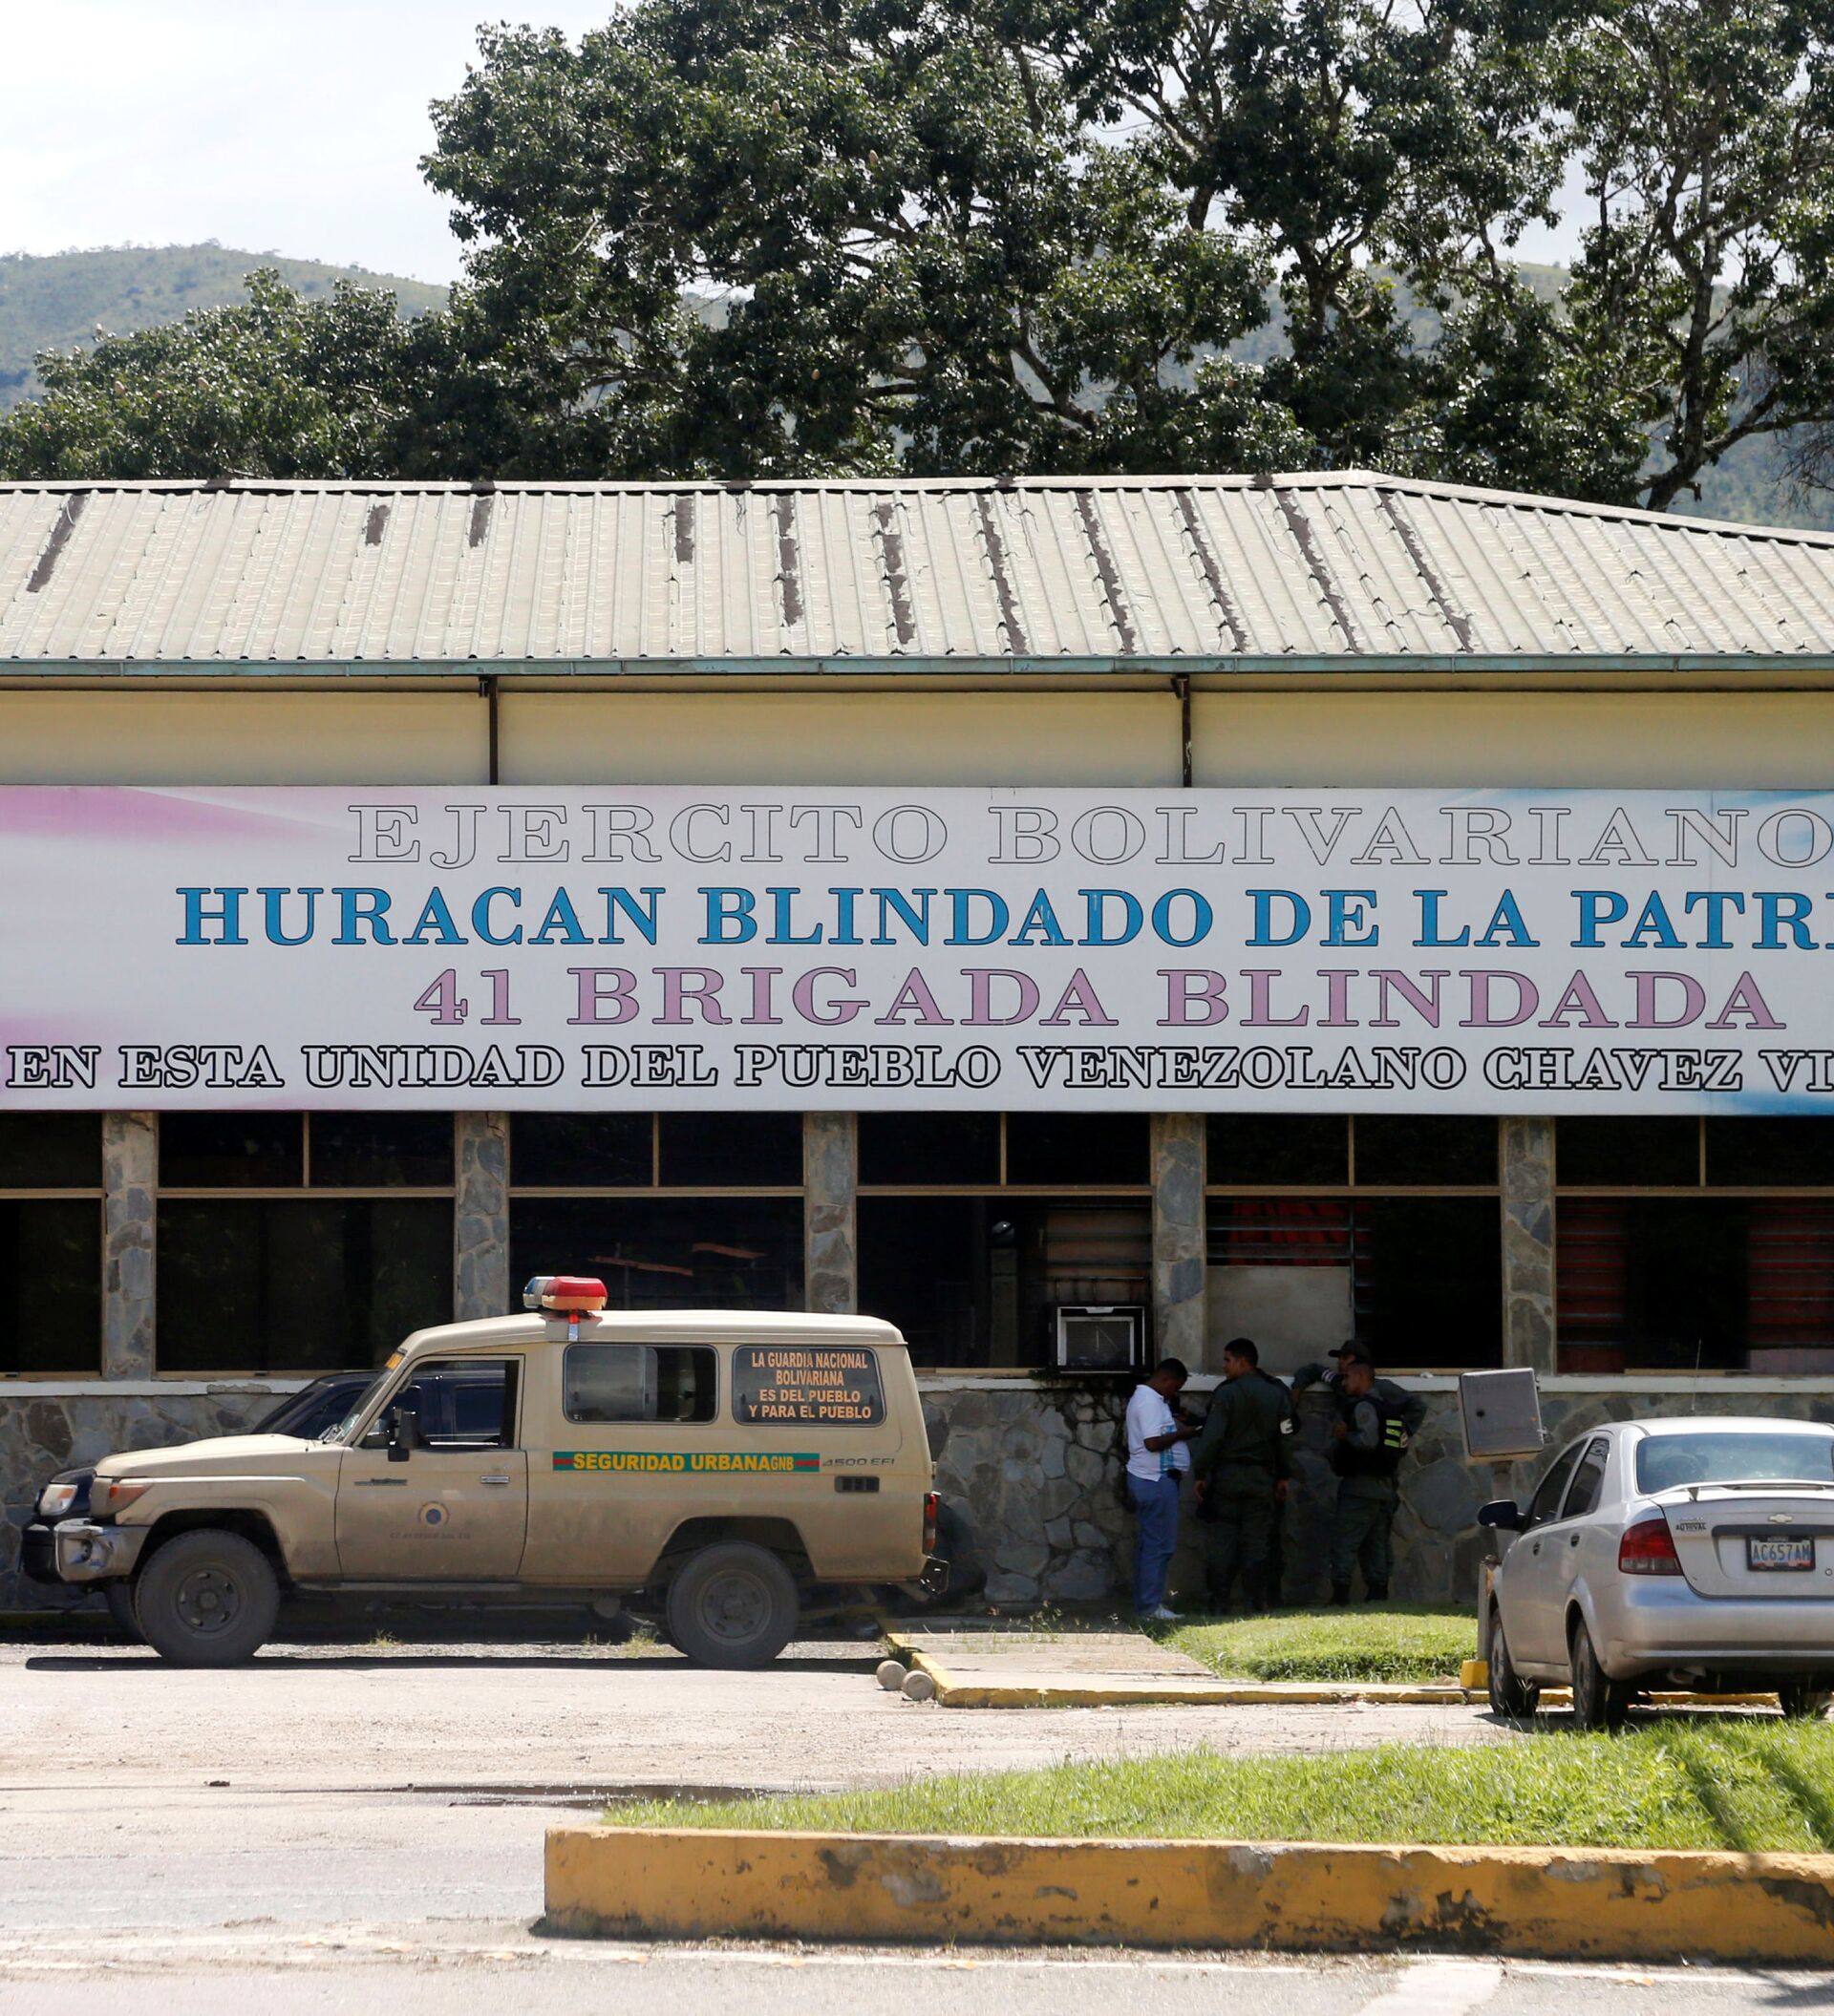 EJERCITO BOLIVARIANO
HURACAN BLINDADO DE LA PATRI
41 BRIGADA BLINDADA
EN ESTA UNIDAD DEL PUEBLO VENEZOLANO CHAVEZ VI
LA GUARDIA NACIONAL
BOLIVARIANA
ES DEL PUEBLO
Y PARA EL PUEBLO
SEGURIDAD URBANA GNB
4500 EFI
AUTOVAL
AC657AM